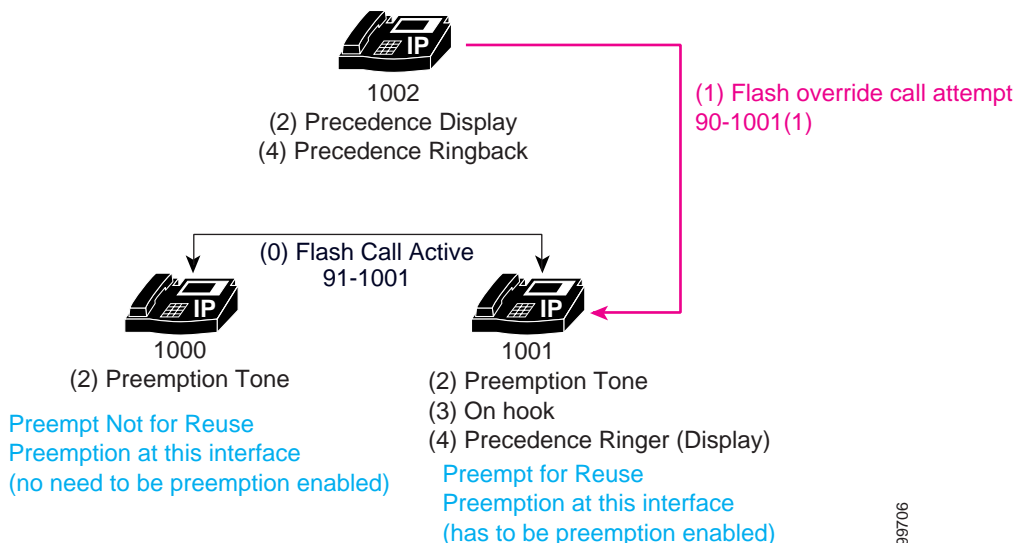 IP
1002
(2) Precedence Display
(4) Precedence Ringback
(1) Flash override call attempt
90-1001(1)
(0) Flash Call Active
91-1001
IP
1000
(2) Preemption Tone
Preempt Not for Reuse
Preemption at this interface
(no need to be preemption enabled)
IP
1001
(2) Preemption Tone
(3) On hook
(4) Precedence Ringer (Display)
Preempt for Reuse
Preemption at this interface
(has to be preemption enabled)
99706